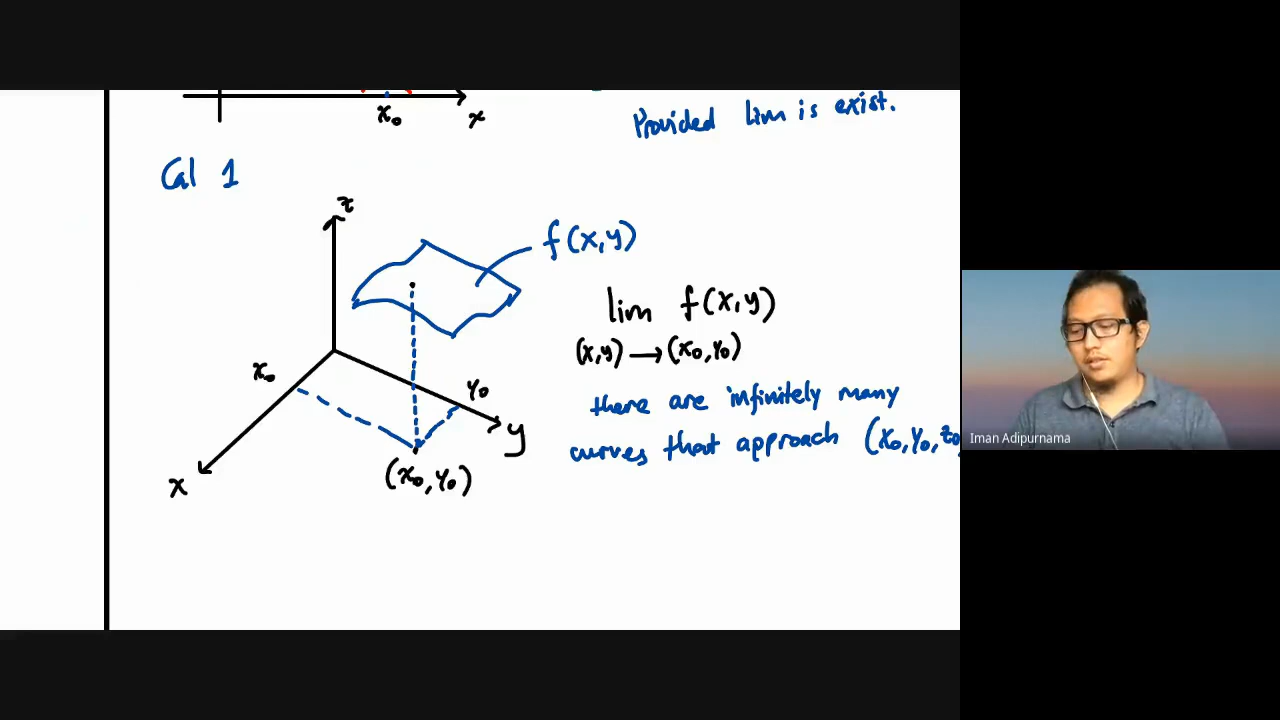 x₀
x
Provided lim is exist.
Cal 1
z
f(x,y)
lim f(x,y)
(x,y) → (x₀,y₀)
x₀
y₀
there are infinitely many
curves that approach (x₀,y₀,z₀
y
x
(x₀,y₀)
Iman Adipurnama